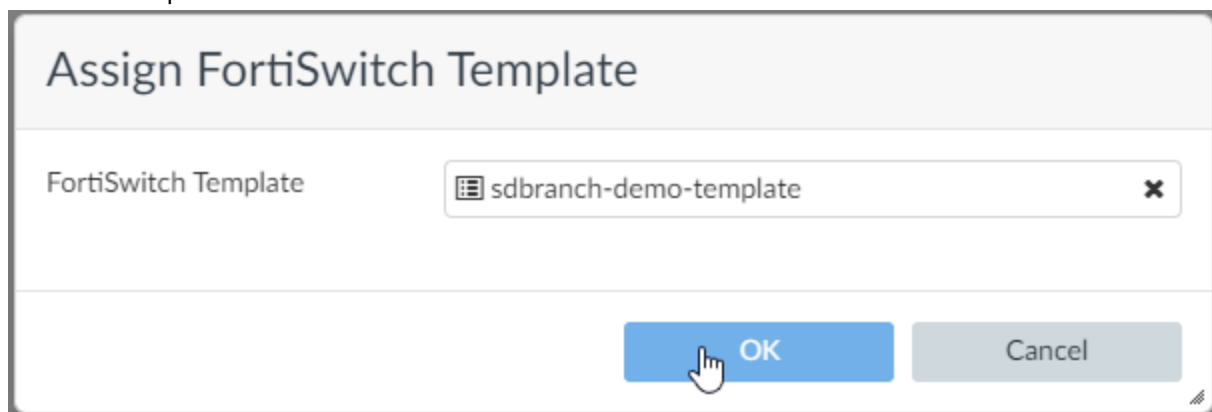 Assign FortiSwitch Template
FortiSwitch Template
sdbranch-demo-template
OK
Cancel